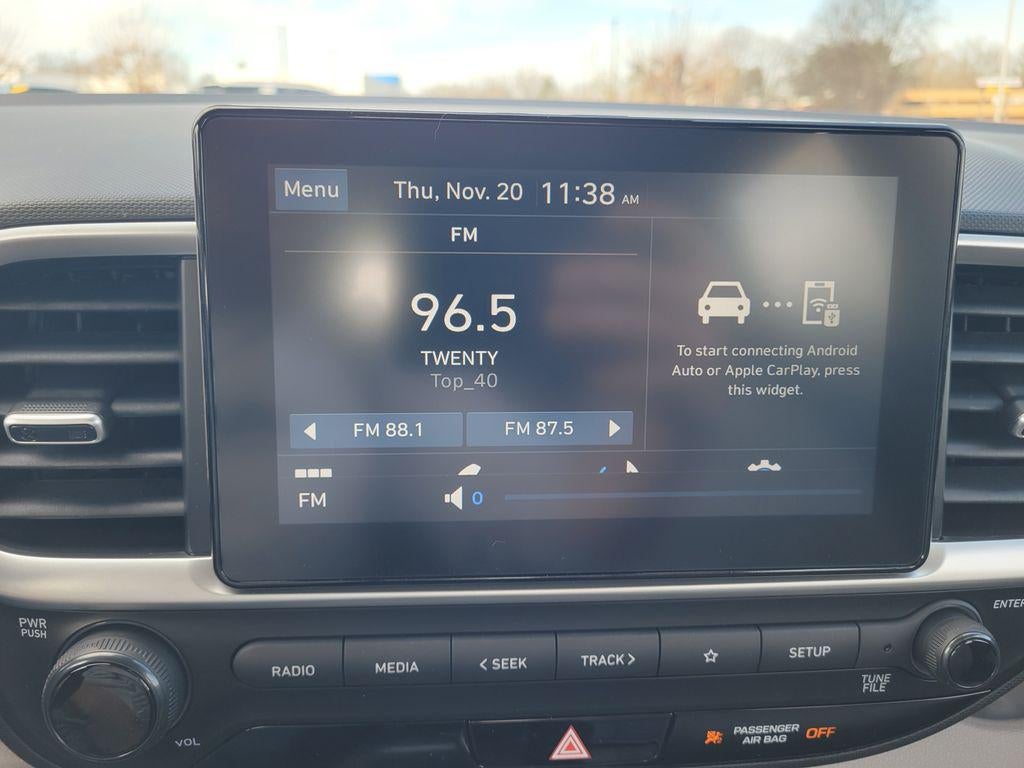 Menu
Thu, Nov. 20 11:38 AM
FM
96.5
TWENTY
Top_40
FM 88.1
FM 87.5
To start connecting Android
Auto or Apple CarPlay, press
this widget.
FM
0
PWR
PUSH
VOL
RADIO
MEDIA
< SEEK
TRACK >
SETUP
ENTER
TUNE
FILE
PASSENGER
AIR BAG
OFF